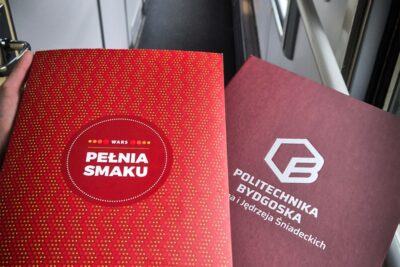 WARS
PEŁNIA
SMAKU
POLITECHNIKA
BYDGOSKA
i Jędrzeja Śniadeckich